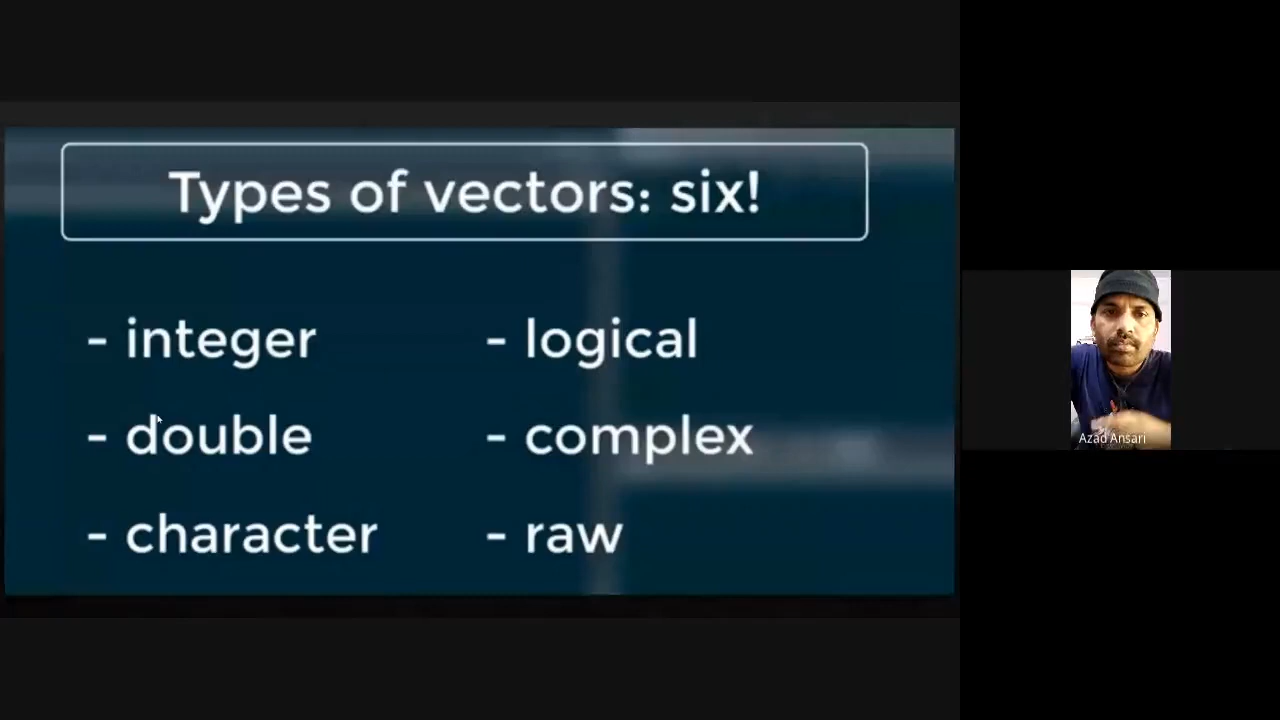 Types of vectors: six!
- integer
- logical
- double
- complex
- character
- raw
Azad Ansari